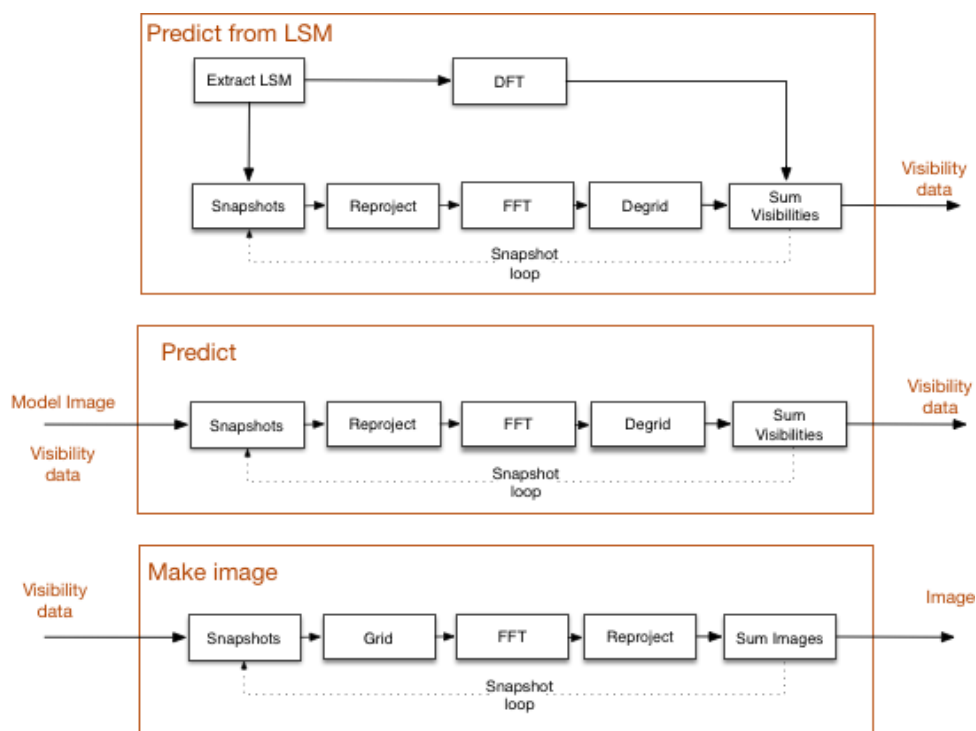 Predict from LSM
Extract LSM
DFT
Visibility
data
Snapshots
Reproject
FFT
Degrid
Sum
Visibilities
Snapshot
loop
Predict
Model Image
Visibility
data
Snapshots
Reproject
FFT
Degrid
Sum
Visibilities
Visibility
data
Snapshot
loop
Make image
Visibility
data
Snapshots
Grid
FFT
Reproject
Sum Images
Image
Snapshot
loop